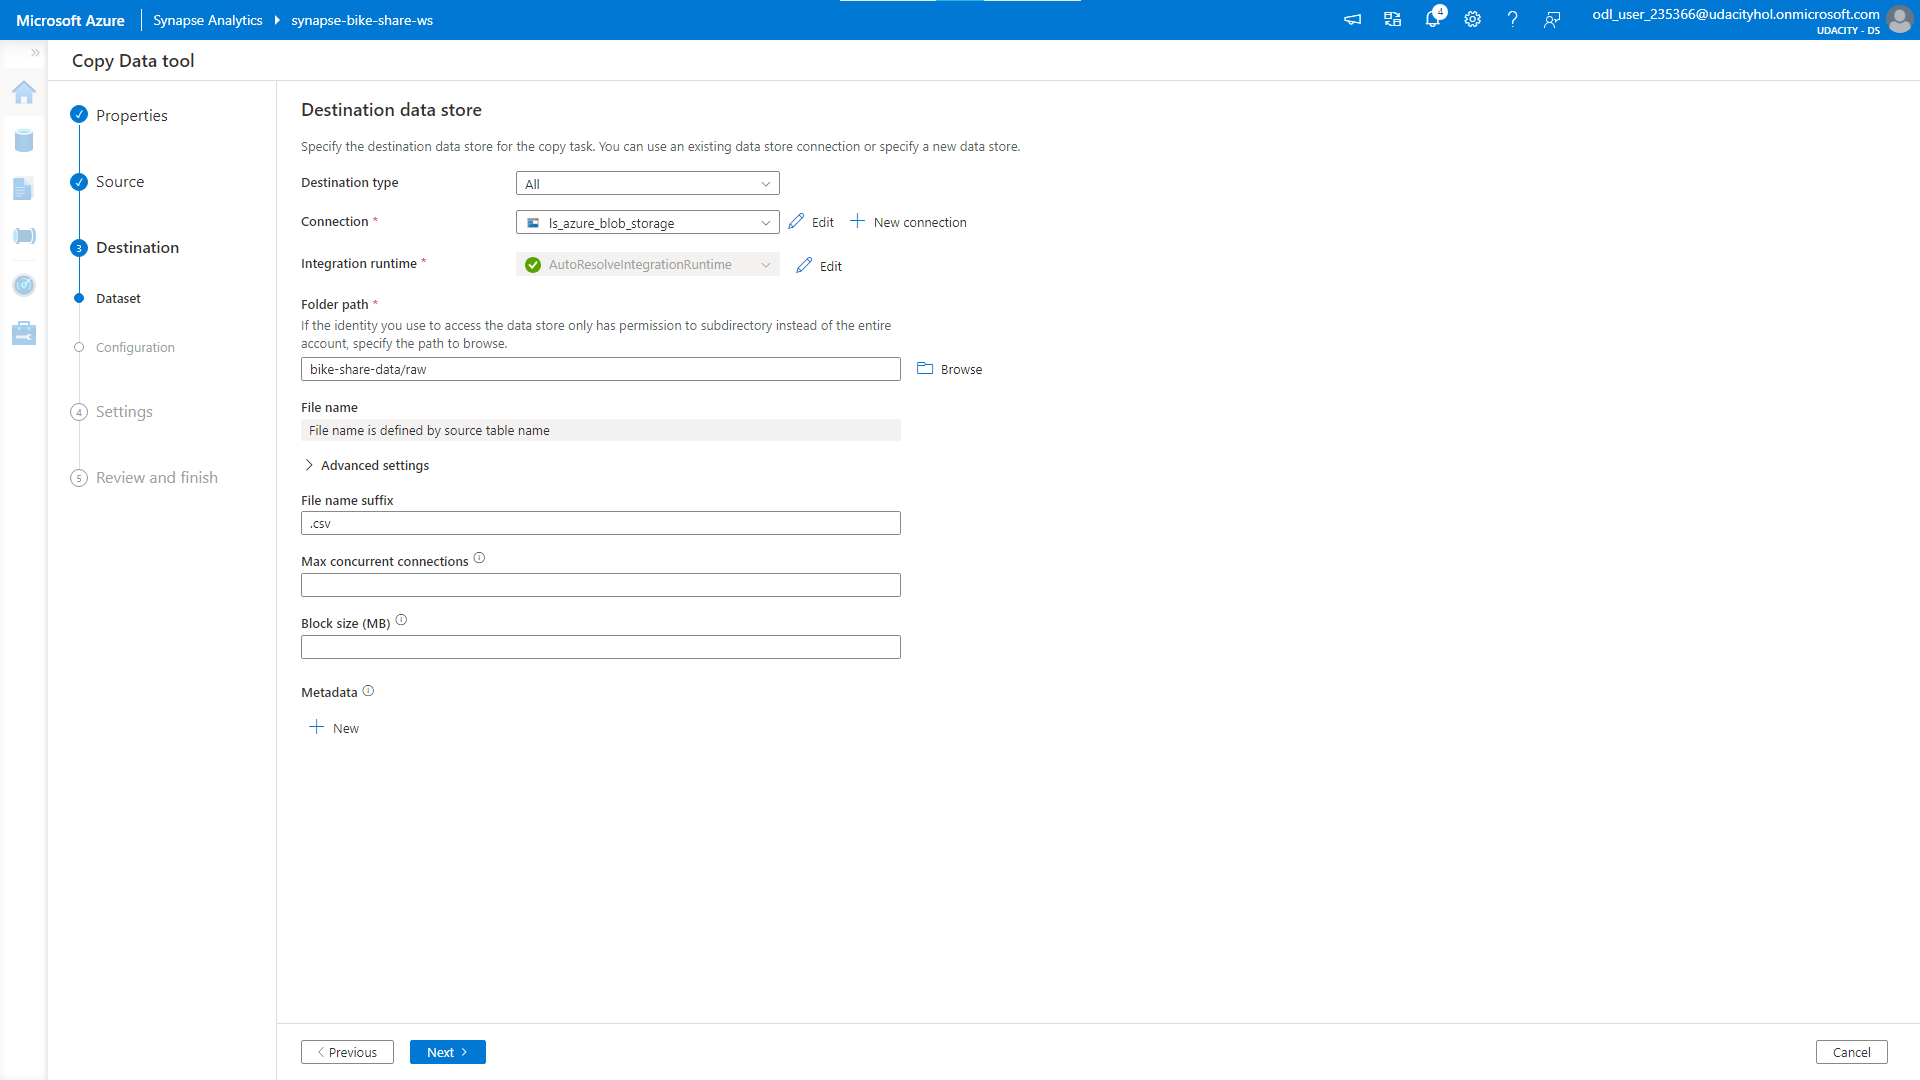 Microsoft Azure
Synapse Analytics
synapse-bike-share-ws
4
odl_user_235366@udacityhol.onmicrosoft.com
UDACITY - DS
Copy Data tool
Properties
Source
3
Destination
Dataset
Configuration
4
Settings
5
Review and finish
Destination data store
Specify the destination data store for the copy task. You can use an existing data store connection or specify a new data store.
Destination type
All
Connection *
ls_azure_blob_storage
Edit
New connection
Integration runtime *
AutoResolveIntegrationRuntime
Edit
Folder path *
If the identity you use to access the data store only has permission to subdirectory instead of the entire
account, specify the path to browse.
bike-share-data/raw
Browse
File name
File name is defined by source table name
Advanced settings
File name suffix
.csv
Max concurrent connections
Block size (MB)
Metadata
New
Previous
Next
Cancel